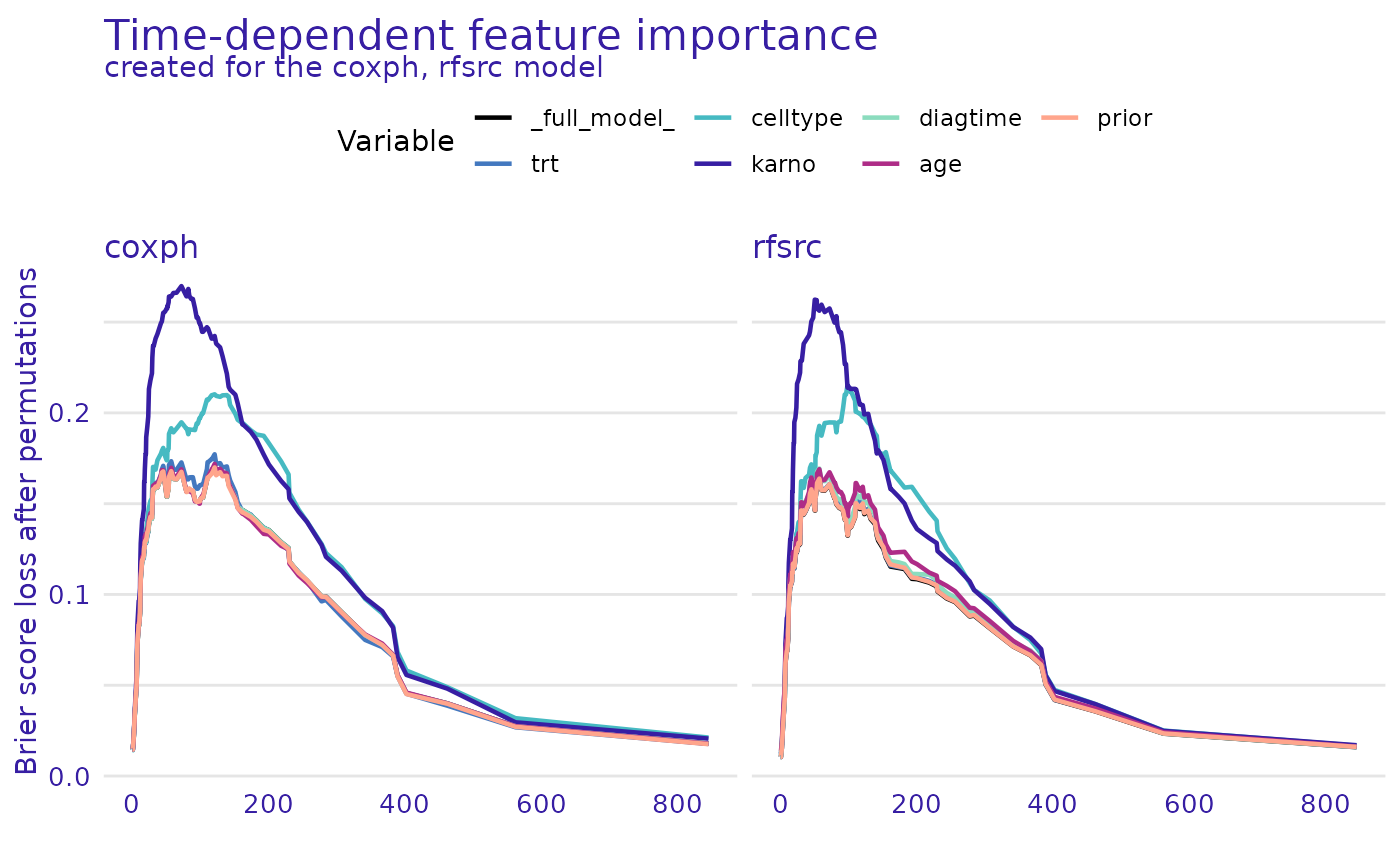 Time-dependent feature importance
created for the coxph, rfsrc model
Variable
_full_model_ celltype diagtime prior
trt karno age
coxph rfsrc
Brier score loss after permutations
0.2
0.1
0.0
0 200 400 600 800 0 200 400 600 800